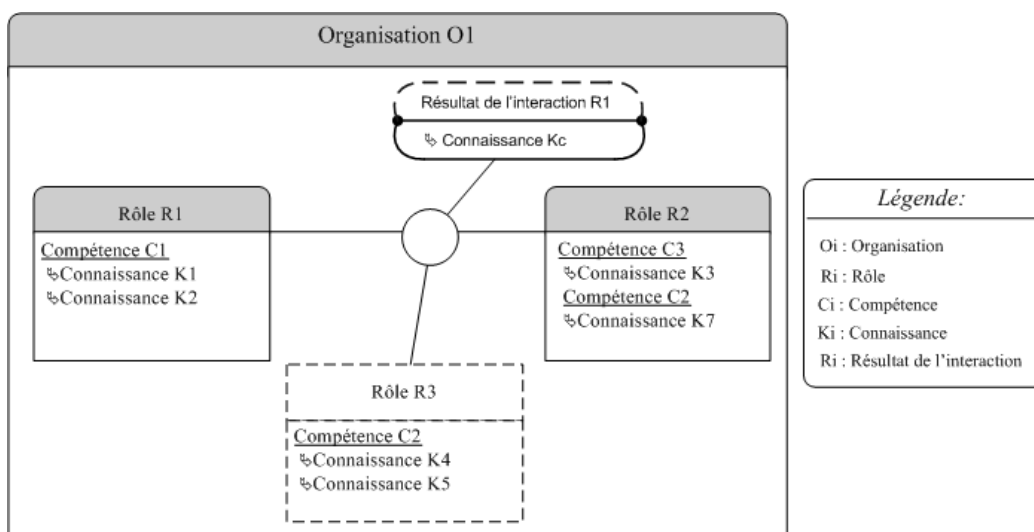 Organisation O1
Résultat de l'interaction R1
Connaissance Kc
Rôle R1
Compétence C1
Connaissance K1
Connaissance K2
Rôle R2
Compétence C3
Connaissance K3
Compétence C2
Connaissance K7
Rôle R3
Compétence C2
Connaissance K4
Connaissance K5
Légende:
Oi : Organisation
Ri : Rôle
Ci : Compétence
Ki : Connaissance
Ri : Résultat de l'interaction